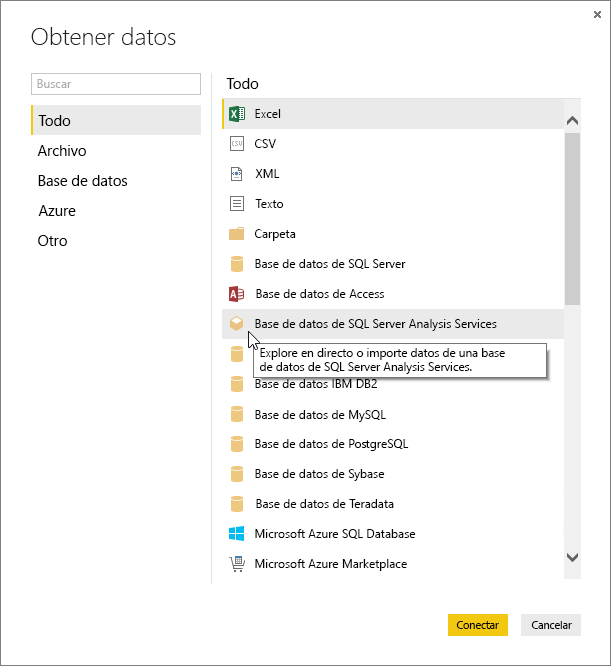 Obtener datos
Buscar
Todo
Archivo
Base de datos
Azure
Otro
Todo
Excel
CSV
XML
Texto
Carpeta
Base de datos de SQL Server
Base de datos de Access
Base de datos de SQL Server Analysis Services
Explore en directo o importe datos de una base
de datos de SQL Server Analysis Services.
Base de datos IBM DB2
Base de datos de MySQL
Base de datos de PostgreSQL
Base de datos de Sybase
Base de datos de Teradata
Microsoft Azure SQL Database
Microsoft Azure Marketplace
Conectar
Cancelar